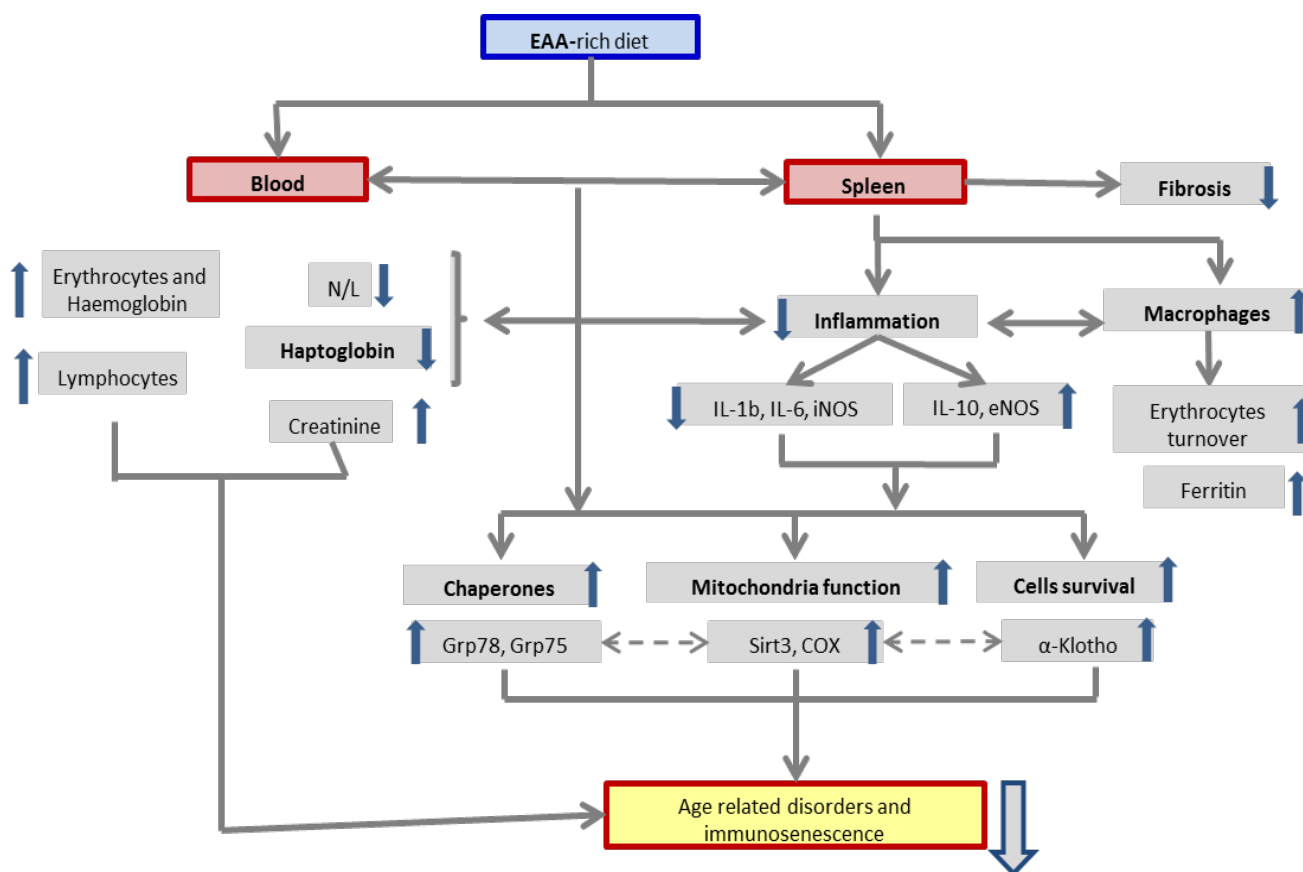 EAA-rich diet
Blood
Spleen
Fibrosis
Erythrocytes and
Haemoglobin
N/L
Haptoglobin
Lymphocytes
Creatinine
Inflammation
Macrophages
IL-1b, IL-6, iNOS
IL-10, eNOS
Erythrocytes
turnover
Ferritin
Chaperones
Mitochondria function
Cells survival
Grp78, Grp75
Sirt3, COX
α-Klotho
Age related disorders and
immunosenescence